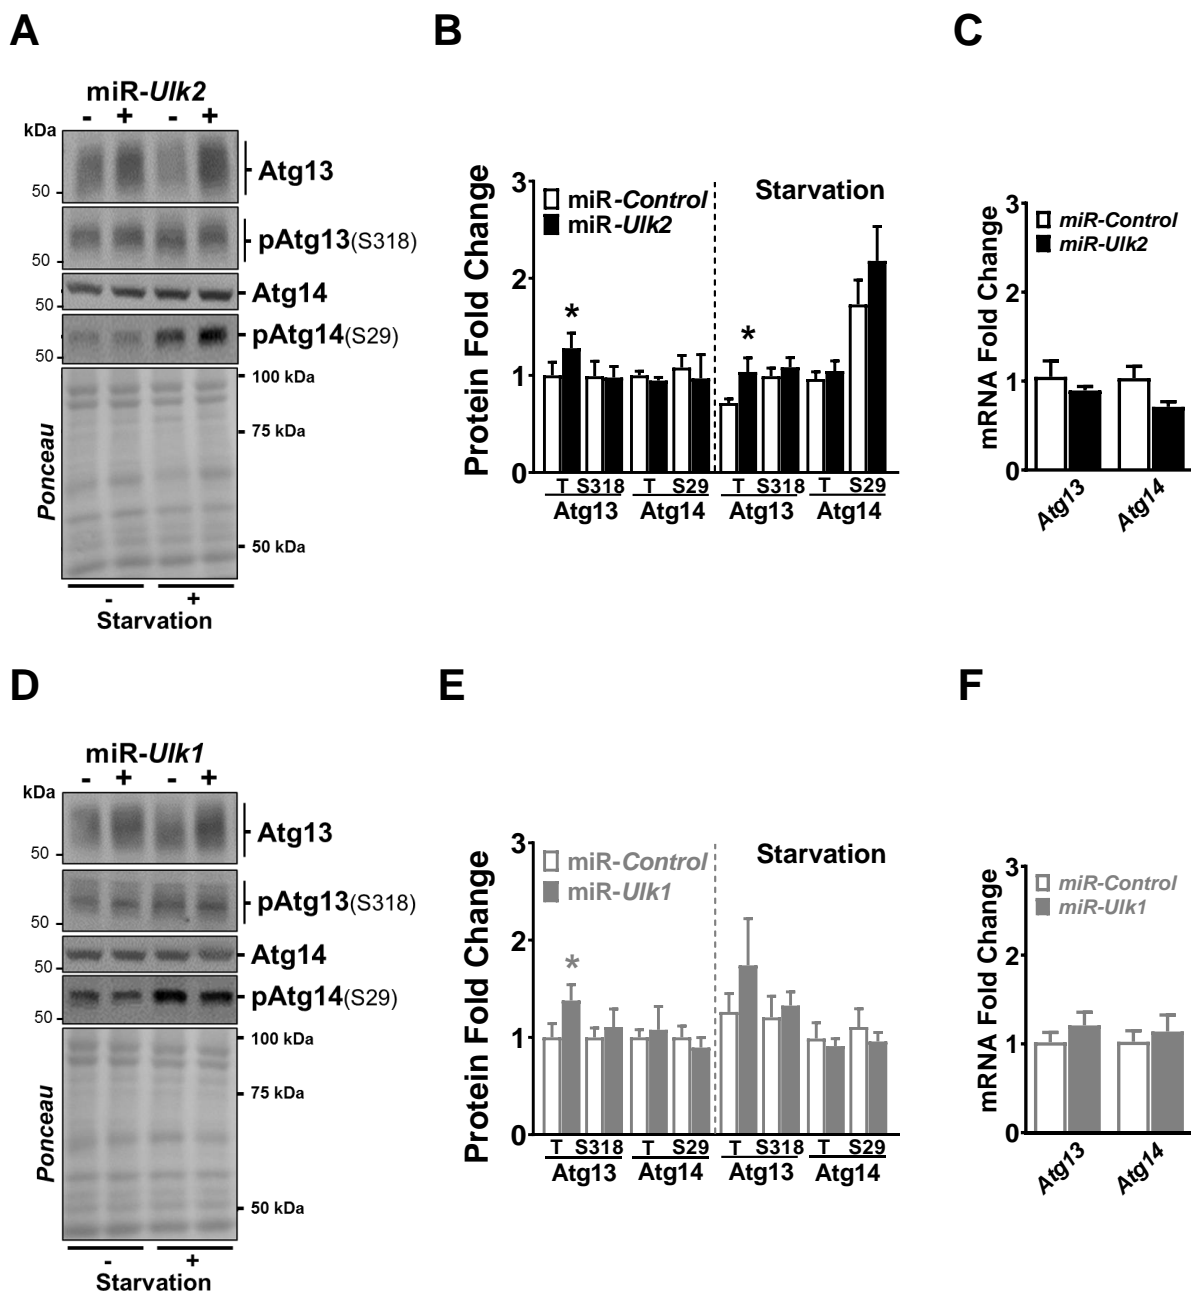 A
miR-Ulk2
- + - +
kDa
50
Atg13
50
pAtg13(S318)
50
Atg14
50
pAtg14(S29)
Ponceau
100 kDa
75 kDa
50 kDa
- +
Starvation
B
Protein Fold Change
3
2
1
0
miR-Control
miR-Ulk2
Starvation
*
*
T S318 T S29 T S318 T S29
Atg13 Atg14 Atg13 Atg14
C
mRNA Fold Change
3
2
1
0
miR-Control
miR-Ulk2
Atg13 Atg14
D
miR-Ulk1
- + - +
kDa
50
Atg13
50
pAtg13(S318)
50
Atg14
50
pAtg14(S29)
Ponceau
100 kDa
75 kDa
50 kDa
- +
Starvation
E
Protein Fold Change
3
2
1
0
miR-Control
miR-Ulk1
Starvation
*
T S318 T S29 T S318 T S29
Atg13 Atg14 Atg13 Atg14
F
mRNA Fold Change
3
2
1
0
miR-Control
miR-Ulk1
Atg13 Atg14